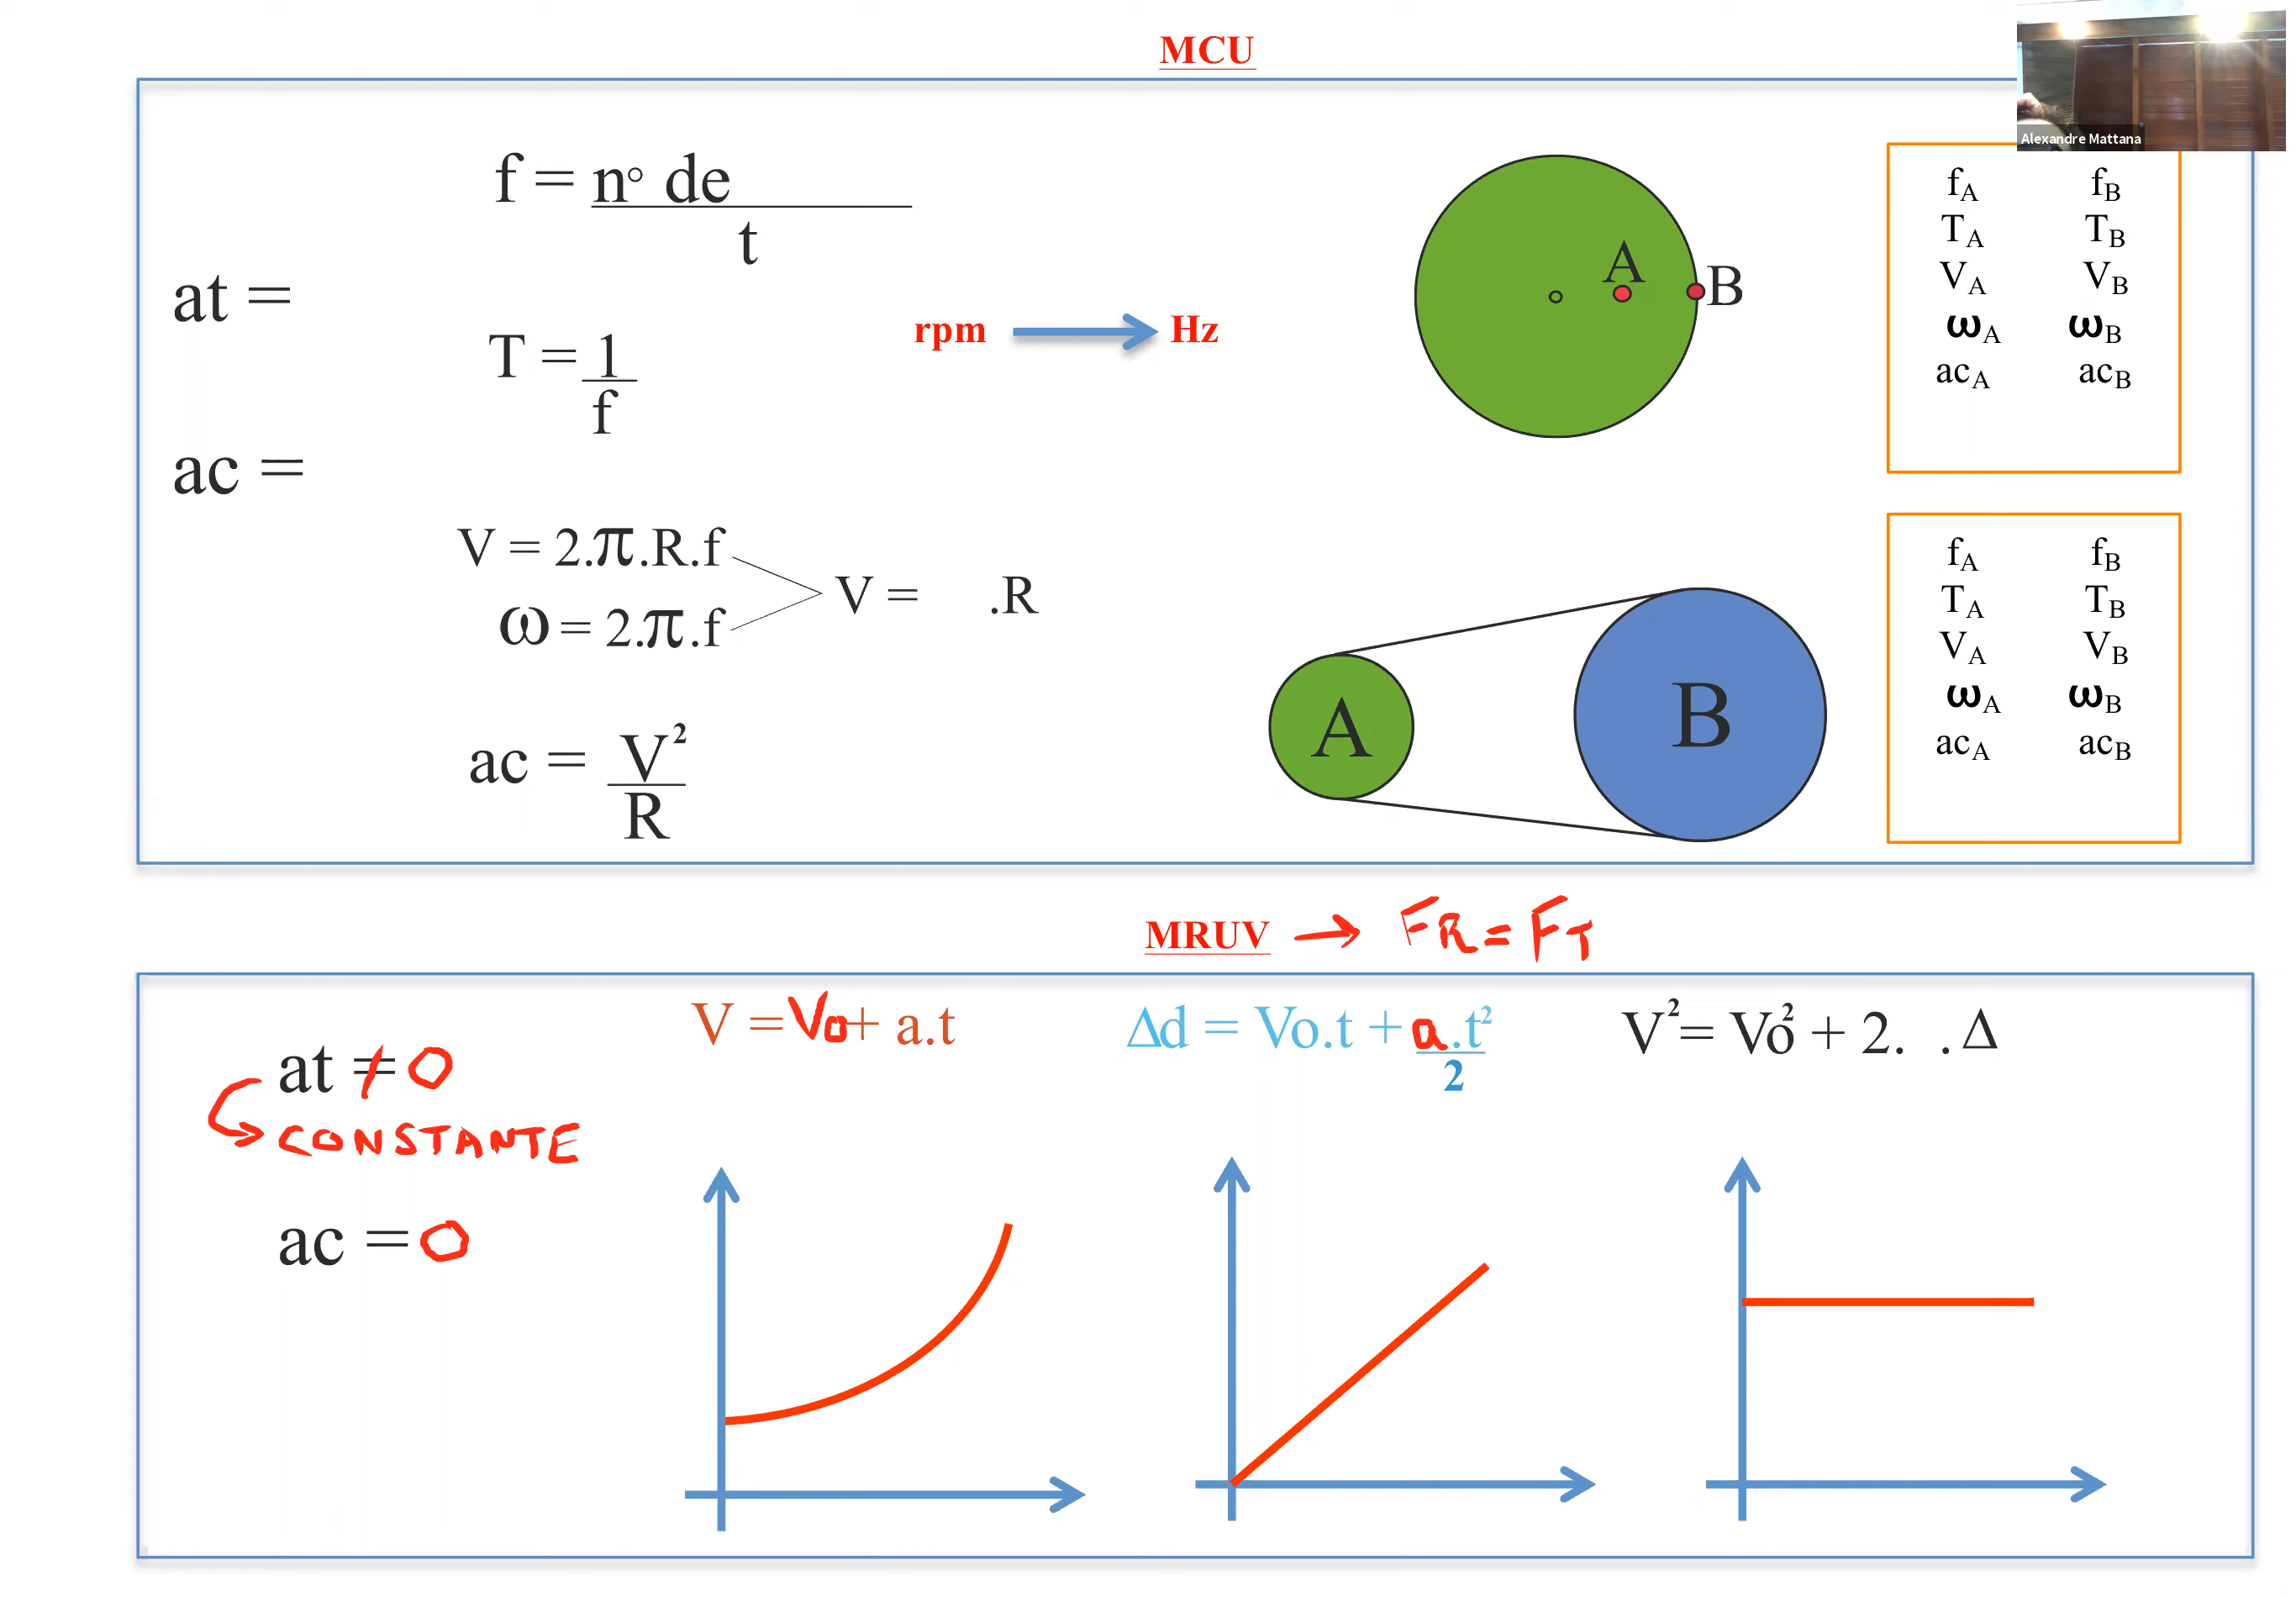 MCU
Alexandre Mattana
f = n° de
t
at =
T = 1
f
rpm
Hz
ac =
V = 2.π.R.f
ω = 2.π.f
V = .R
ac = V²
R
A
B
fA fB
TA TB
VA VB
ωA ωB
acA acB
A
B
fA fB
TA TB
VA VB
ωA ωB
acA acB
MRUV → FR = FT
V = Vo + a.t
Δd = Vo.t + a.t²
2
V² = Vo² + 2. . Δ
at ≠ 0
CONSTANTE
ac = 0